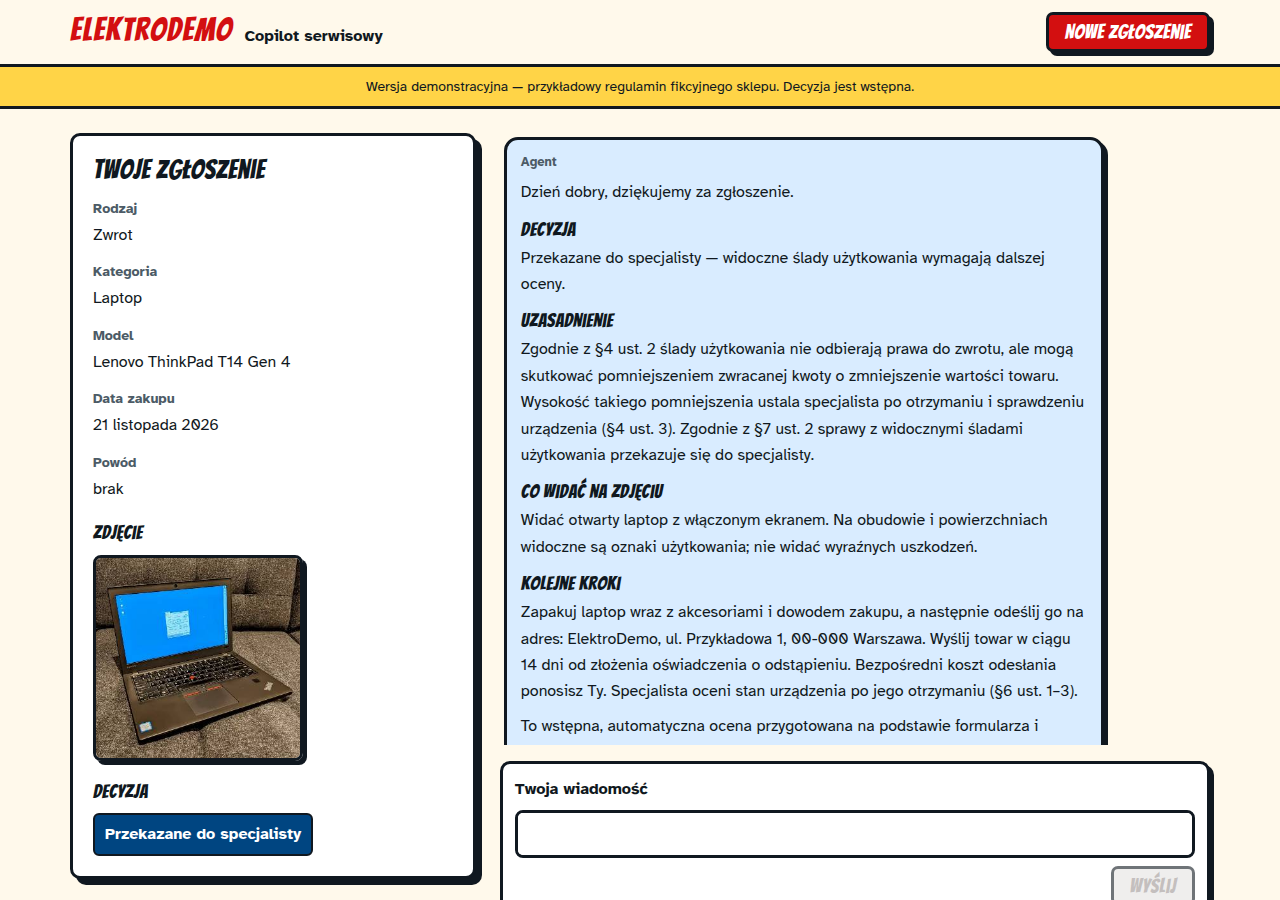 ELEKTRODEMO Copilot serwisowy
NOWE ZGŁOSZENIE
Wersja demonstracyjna — przykładowy regulamin fikcyjnego sklepu. Decyzja jest wstępna.
TWOJE ZGŁOSZENIE
Rodzaj
Zwrot
Kategoria
Laptop
Model
Lenovo ThinkPad T14 Gen 4
Data zakupu
21 listopada 2026
Powód
brak
ZDJĘCIE
DECYZJA
Przekazane do specjalisty
Agent
Dzień dobry, dziękujemy za zgłoszenie.
DECYZJA
Przekazane do specjalisty — widoczne ślady użytkowania wymagają dalszej
oceny.
UZASADNIENIE
Zgodnie z §4 ust. 2 ślady użytkowania nie odbierają prawa do zwrotu, ale mogą
skutkować pomniejszeniem zwracanej kwoty o zmniejszenie wartości towaru.
Wysokość takiego pomniejszenia ustala specjalista po otrzymaniu i sprawdzeniu
urządzenia (§4 ust. 3). Zgodnie z §7 ust. 2 sprawy z widocznymi śladami
użytkowania przekazuje się do specjalisty.
CO WIDAĆ NA ZDJĘCIU
Widać otwarty laptop z włączonym ekranem. Na obudowie i powierzchniach
widoczne są oznaki użytkowania; nie widać wyraźnych uszkodzeń.
KOLEJNE KROKI
Zapakuj laptop wraz z akcesoriami i dowodem zakupu, a następnie odeślij go na
adres: ElektroDemo, ul. Przykładowa 1, 00-000 Warszawa. Wyślij towar w ciągu
14 dni od złożenia oświadczenia o odstąpieniu. Bezpośredni koszt odesłania
ponosisz Ty. Specjalista oceni stan urządzenia po jego otrzymaniu (§6 ust. 1–3).
To wstępna, automatyczna ocena przygotowana na podstawie formularza i
Twoja wiadomość
WYŚLIJ